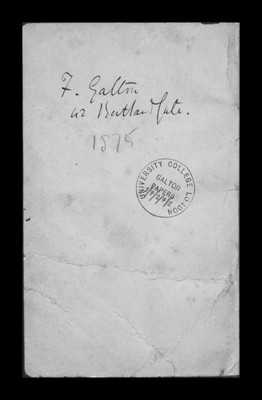 F. Galton
42 Rutland Gate.
1875
UNIVERSITY COLLEGE LONDON
GALTON
PAPERS